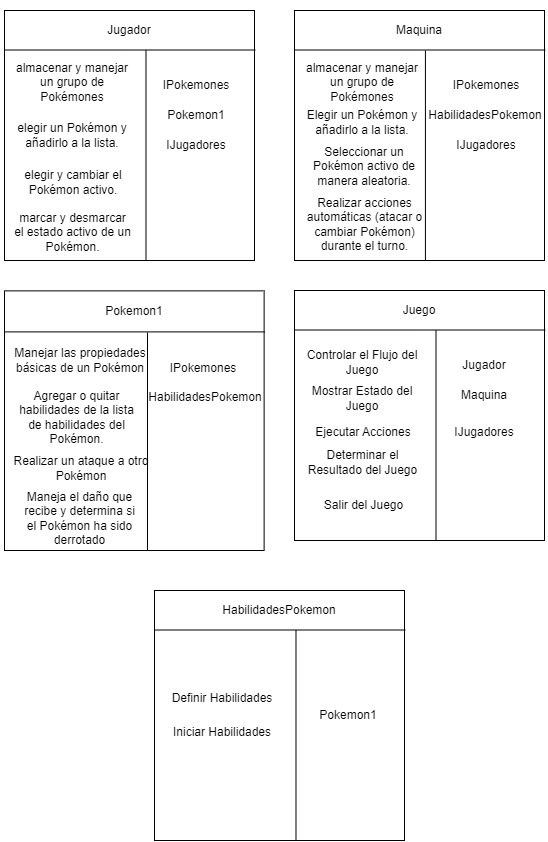 Jugador
almacenar y manejar
un grupo de
Pokémones
elegir un Pokémon y
añadirlo a la lista.
elegir y cambiar el
Pokémon activo.
marcar y desmarcar
el estado activo de un
Pokémon.
IPokemones
Pokemon1
IJugadores
Maquina
almacenar y manejar
un grupo de
Pokémones
Elegir un Pokémon y
añadirlo a la lista.
Seleccionar un
Pokémon activo de
manera aleatoria.
Realizar acciones
automáticas (atacar o
cambiar Pokémon)
durante el turno.
IPokemones
HabilidadesPokemon
IJugadores
Pokemon1
Manejar las propiedades
básicas de un Pokémon
Agregar o quitar
habilidades de la lista
de habilidades del
Pokémon.
Realizar un ataque a otro
Pokémon
Maneja el daño que
recibe y determina si
el Pokémon ha sido
derrotado
IPokemones
HabilidadesPokemon
Juego
Controlar el Flujo del
Juego
Mostrar Estado del
Juego
Ejecutar Acciones
Determinar el
Resultado del Juego
Salir del Juego
Jugador
Maquina
IJugadores
HabilidadesPokemon
Definir Habilidades
Iniciar Habilidades
Pokemon1